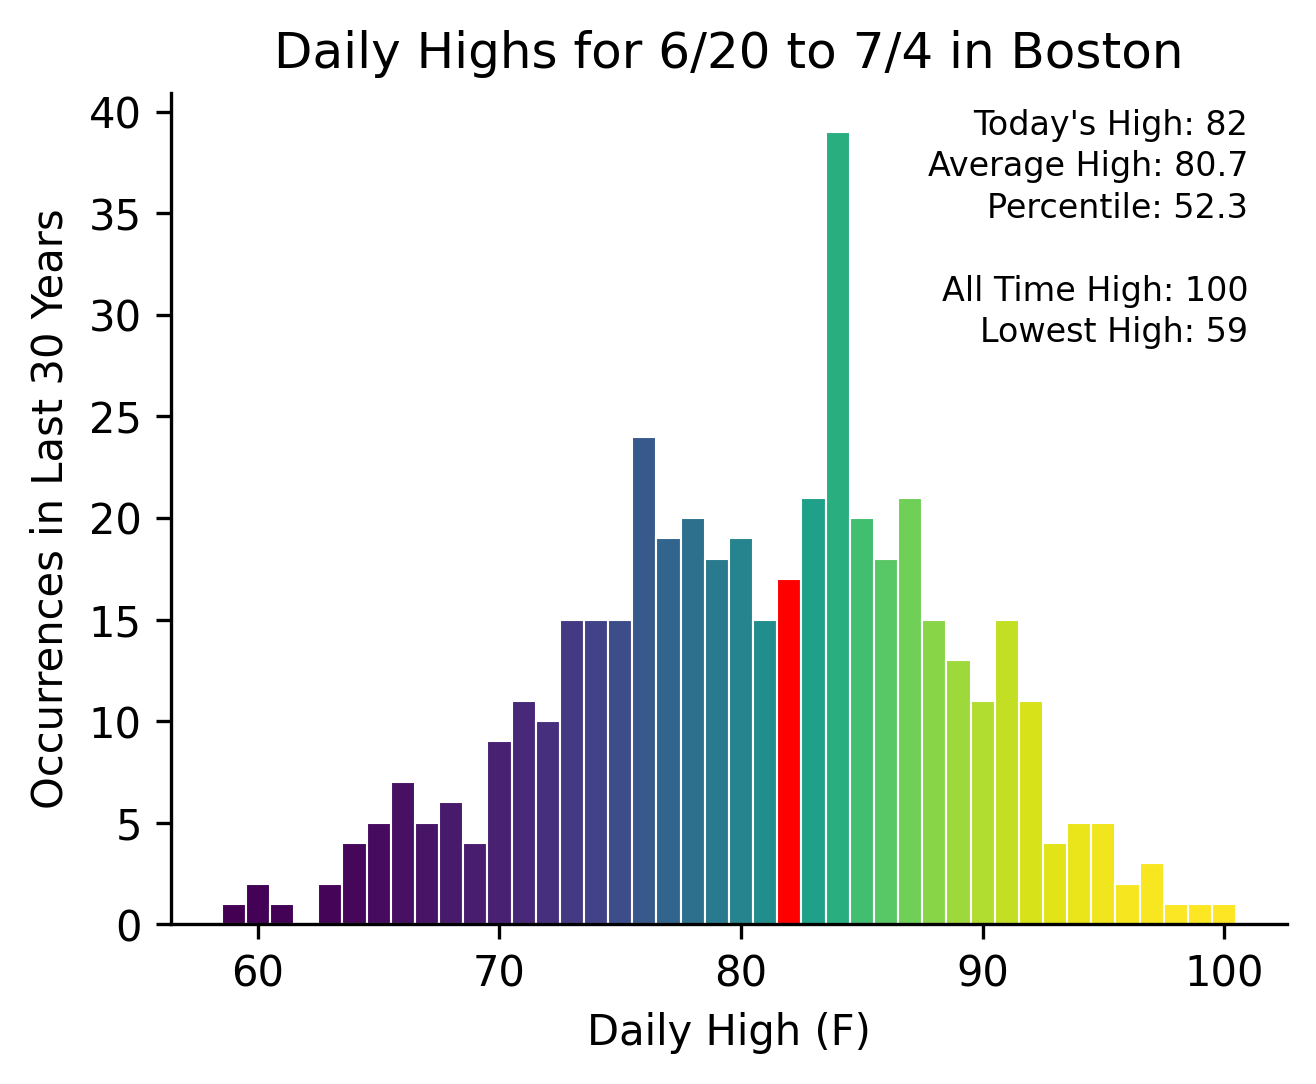 Daily Highs for 6/20 to 7/4 in Boston
Today's High: 82
Average High: 80.7
Percentile: 52.3
All Time High: 100
Lowest High: 59
Occurrences in Last 30 Years
40
35
30
25
20
15
10
5
0
60 70 80 90 100
Daily High (F)